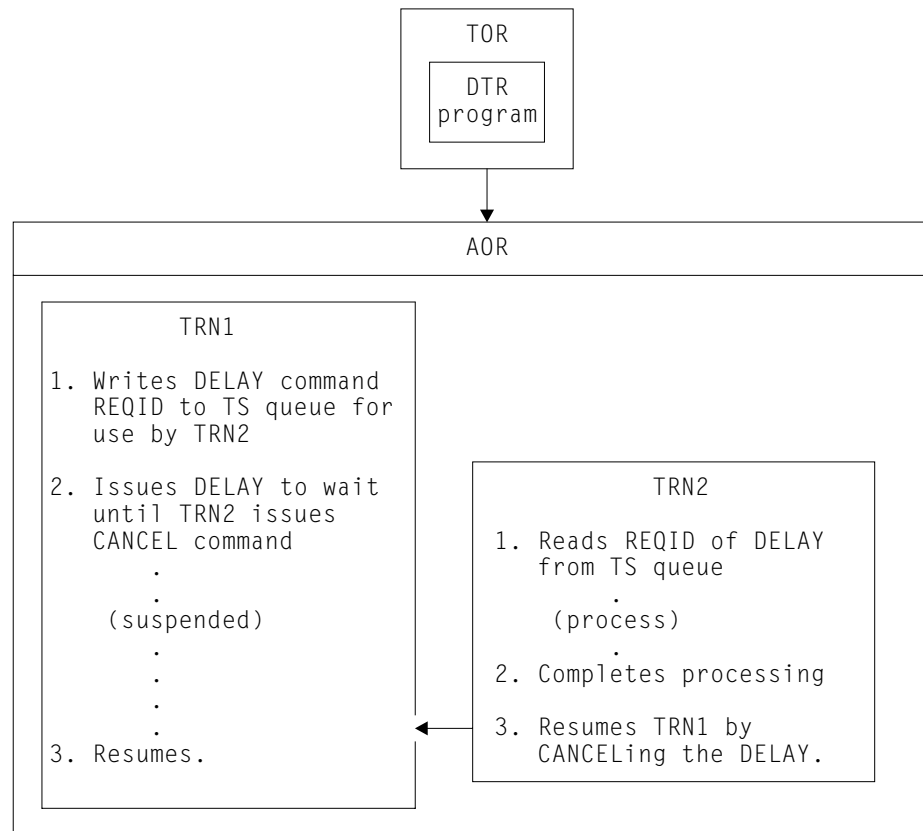 TOR
DTR
program
AOR
TRN1
1. Writes DELAY command
REQID to TS queue for
use by TRN2
2. Issues DELAY to wait
until TRN2 issues
CANCEL command
.
.
(suspended)
.
.
.
.
3. Resumes.
TRN2
1. Reads REQID of DELAY
from TS queue
.
(process)
.
2. Completes processing
3. Resumes TRN1 by
CANCELing the DELAY.